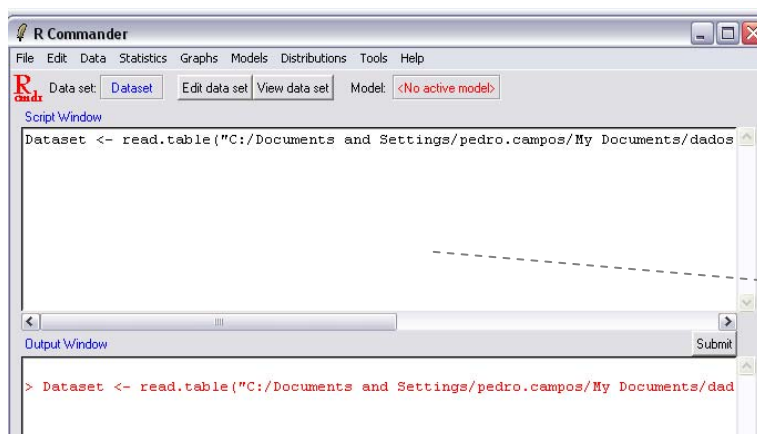 R Commander
File Edit Data Statistics Graphs Models Distributions Tools Help
R cmdr Data set: Dataset Edit data set View data set Model: <No active model>
Script Window
Dataset <- read.table("C:/Documents and Settings/pedro.campos/My Documents/dados
Output Window Submit
> Dataset <- read.table("C:/Documents and Settings/pedro.campos/My Documents/dad